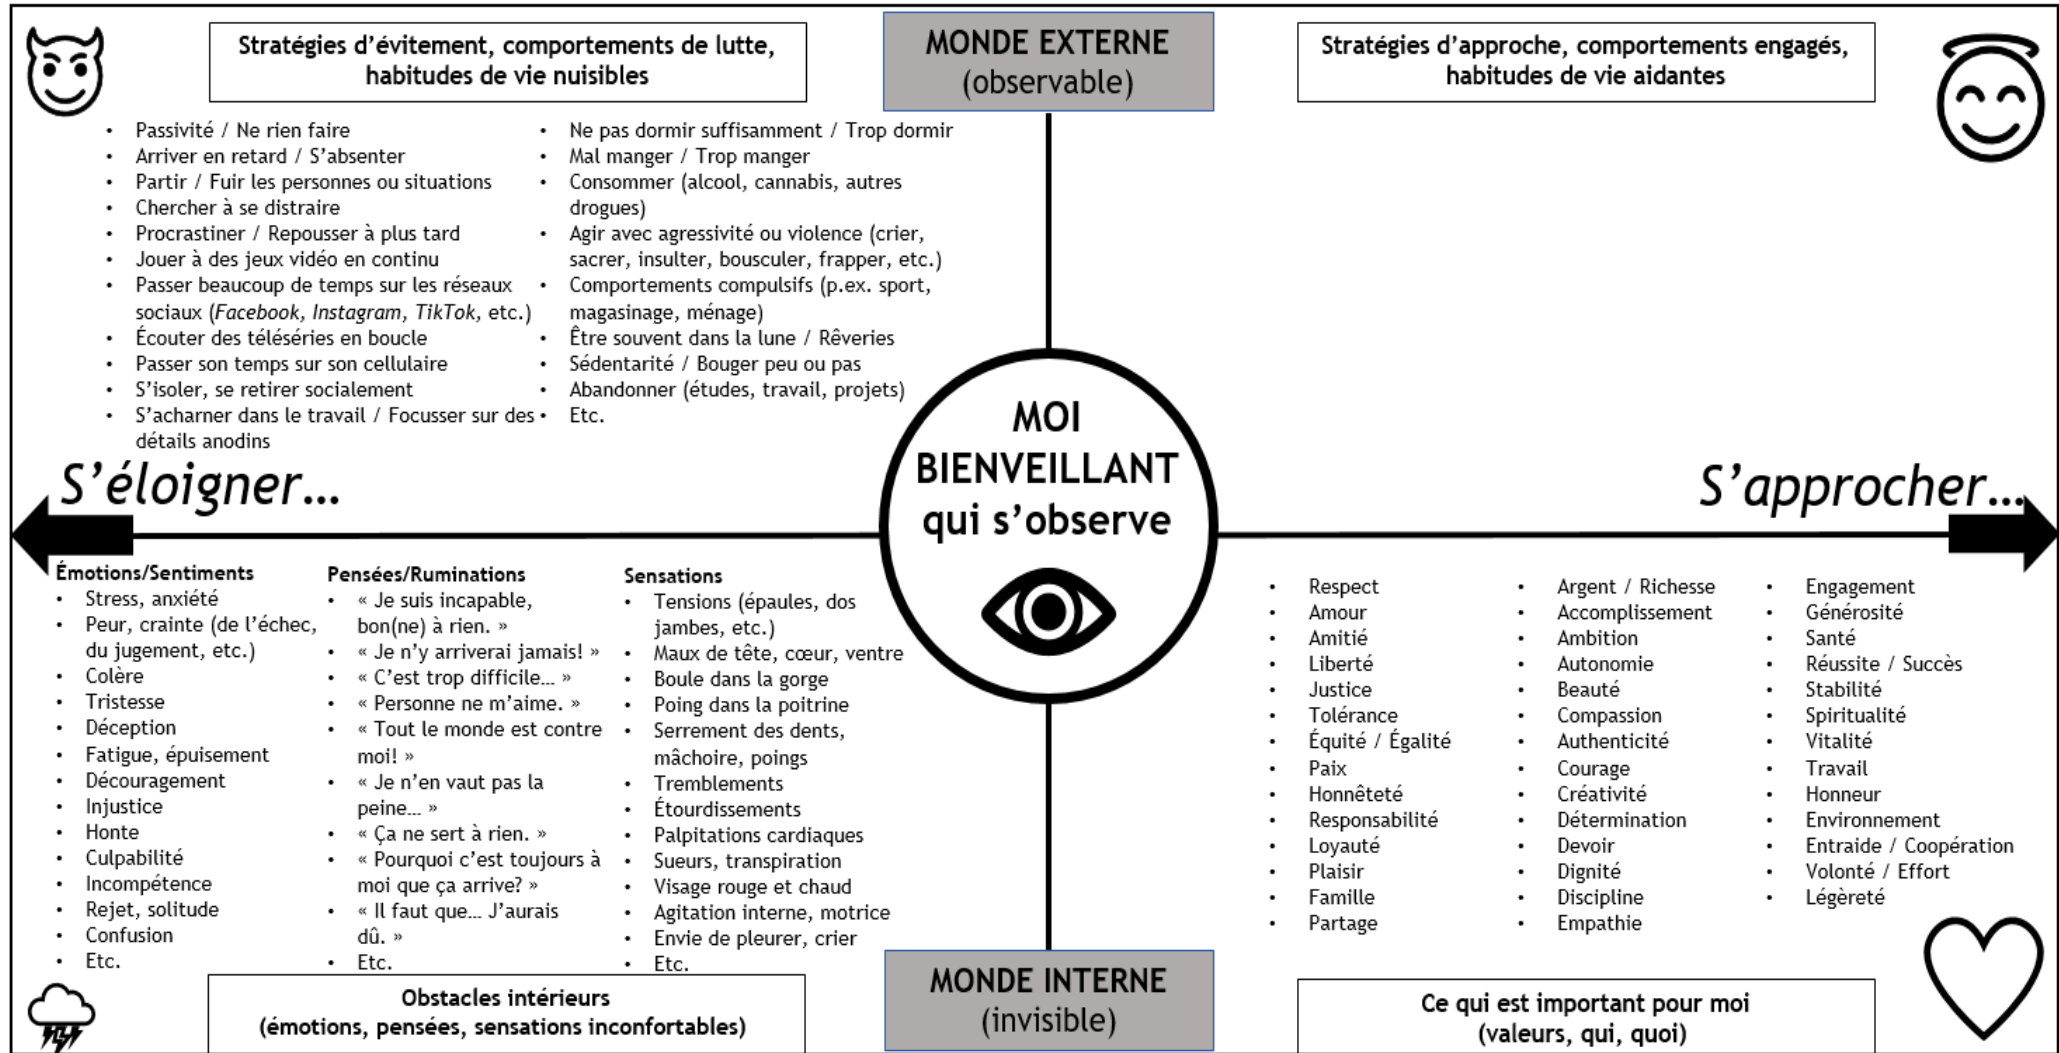 Stratégies d'évitement, comportements de lutte,
habitudes de vie nuisibles
MONDE EXTERNE
(observable)
Stratégies d'approche, comportements engagés,
habitudes de vie aidantes
• Passivité / Ne rien faire
• Arriver en retard / S'absenter
• Partir / Fuir les personnes ou situations
• Chercher à se distraire
• Procrastiner / Repousser à plus tard
• Jouer à des jeux vidéo en continu
• Passer beaucoup de temps sur les réseaux
sociaux (Facebook, Instagram, TikTok, etc.)
• Écouter des téléséries en boucle
• Passer son temps sur son cellulaire
• S'isoler, se retirer socialement
• S'acharner dans le travail / Focusser sur des
détails anodins
• Ne pas dormir suffisamment / Trop dormir
• Mal manger / Trop manger
• Consommer (alcool, cannabis, autres
drogues)
• Agir avec agressivité ou violence (crier,
sacrer, insulter, bousculer, frapper, etc.)
• Comportements compulsifs (p.ex. sport,
magasinage, ménage)
• Être souvent dans la lune / Rêveries
• Sédentarité / Bouger peu ou pas
• Abandonner (études, travail, projets)
• Etc.
S'éloigner…
MOI
BIENVEILLANT
qui s'observe
S'approcher…
Émotions/Sentiments
• Stress, anxiété
• Peur, crainte (de l'échec,
du jugement, etc.)
• Colère
• Tristesse
• Déception
• Fatigue, épuisement
• Découragement
• Injustice
• Honte
• Culpabilité
• Incompétence
• Rejet, solitude
• Confusion
• Etc.
Pensées/Ruminations
• « Je suis incapable,
bon(ne) à rien. »
• « Je n'y arriverai jamais! »
• « C'est trop difficile… »
• « Personne ne m'aime. »
• « Tout le monde est contre
moi! »
• « Je n'en vaut pas la
peine… »
• « Ça ne sert à rien. »
• « Pourquoi c'est toujours à
moi que ça arrive? »
• « Il faut que… J'aurais
dû. »
• Etc.
Sensations
• Tensions (épaules, dos
jambes, etc.)
• Maux de tête, cœur, ventre
• Boule dans la gorge
• Poing dans la poitrine
• Serrement des dents,
mâchoire, poings
• Tremblements
• Étourdissements
• Palpitations cardiaques
• Sueurs, transpiration
• Visage rouge et chaud
• Agitation interne, motrice
• Envie de pleurer, crier
• Etc.
• Respect
• Amour
• Amitié
• Liberté
• Justice
• Tolérance
• Équité / Égalité
• Paix
• Honnêteté
• Responsabilité
• Loyauté
• Plaisir
• Famille
• Partage
• Argent / Richesse
• Accomplissement
• Ambition
• Autonomie
• Beauté
• Compassion
• Authenticité
• Courage
• Créativité
• Détermination
• Devoir
• Dignité
• Discipline
• Empathie
• Engagement
• Générosité
• Santé
• Réussite / Succès
• Stabilité
• Spiritualité
• Vitalité
• Travail
• Honneur
• Environnement
• Entraide / Coopération
• Volonté / Effort
• Légèreté
Obstacles intérieurs
(émotions, pensées, sensations inconfortables)
MONDE INTERNE
(invisible)
Ce qui est important pour moi
(valeurs, qui, quoi)